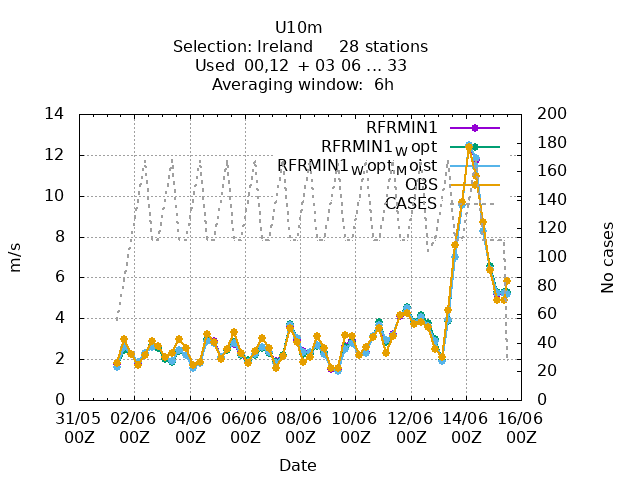 U10m
Selection: Ireland 28 stations
Used 00,12 + 03 06 ... 33
Averaging window: 6h
14 200
12 180
10 160
8 140
6 120
4 100
2 80
0 60
40
20
0
m/s
No cases
RFRMIN1
RFRMIN1W opt
RFRMIN1W opt M oist
OBS
CASES
31/05 02/06 04/06 06/06 08/06 10/06 12/06 14/06 16/06
00Z 00Z 00Z 00Z 00Z 00Z 00Z 00Z 00Z
Date